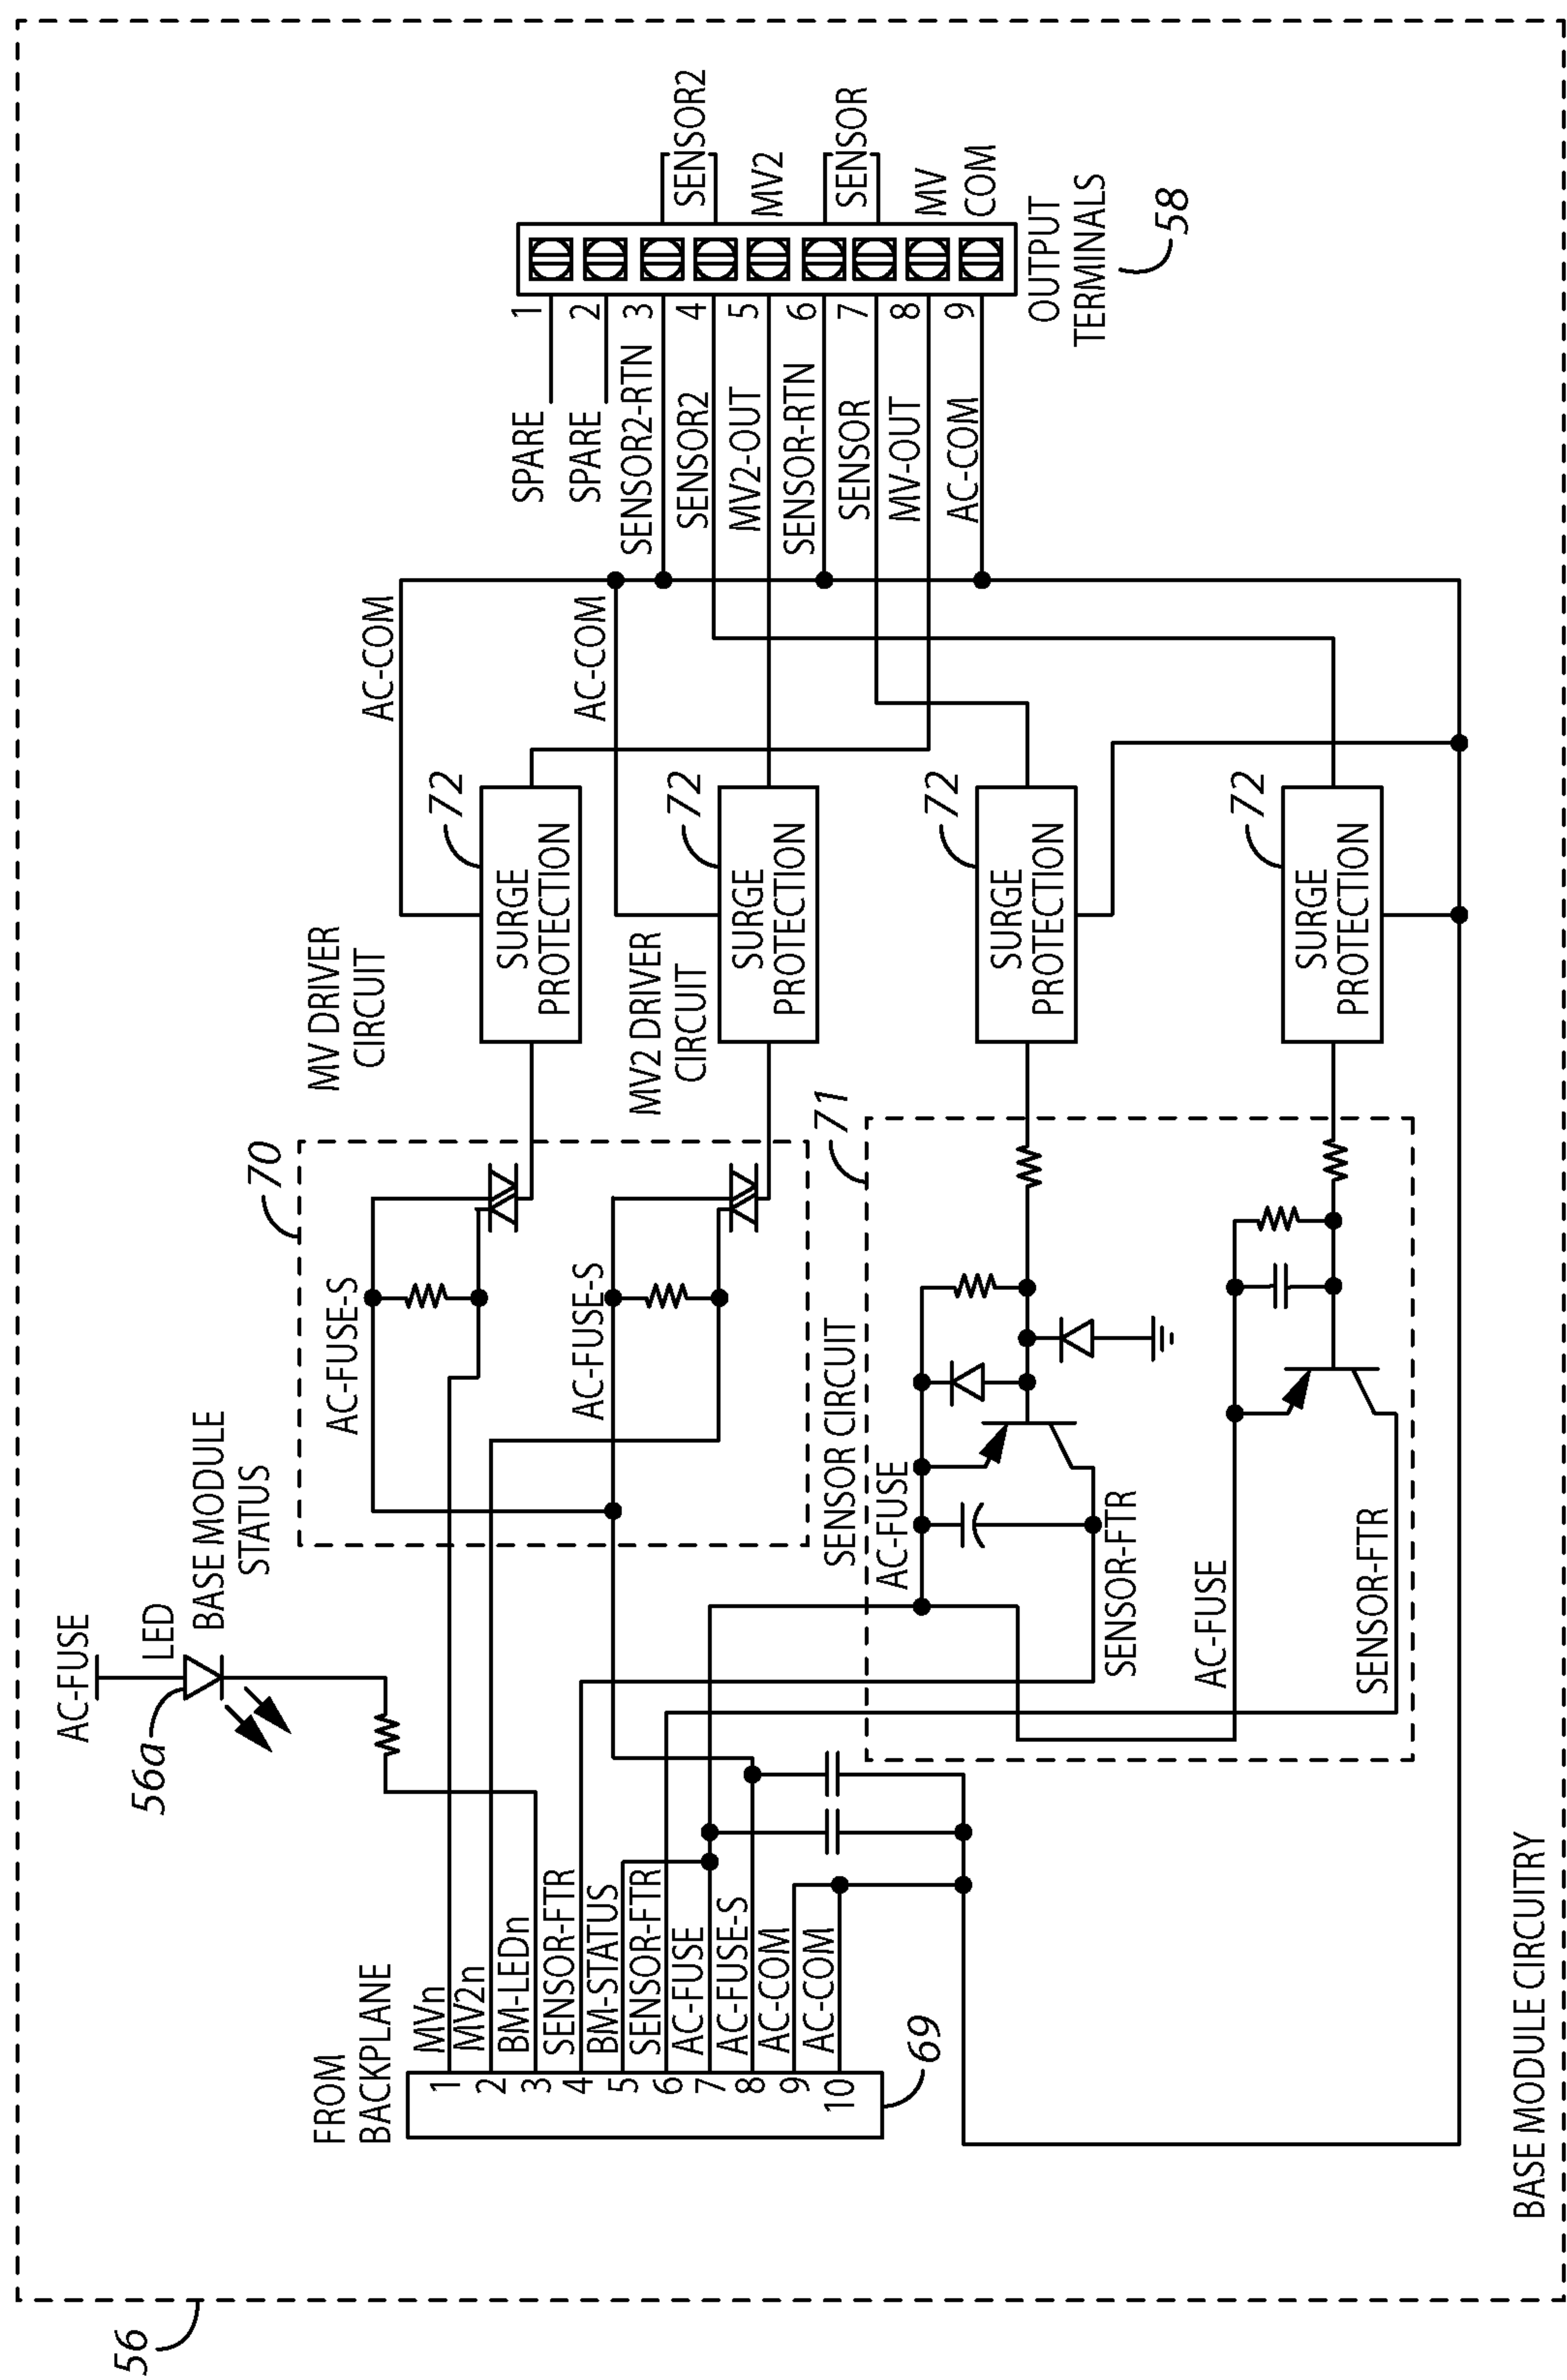 56
AC-FUSE
56a
LED
BASE MODULE
STATUS
FROM
BACKPLANE
MVn
MV2n
BM-LEDn
SENSOR-FTR
BM-STATUS
SENSOR-FTR
AC-FUSE
AC-FUSE-S
AC-COM
AC-COM
1
2
3
4
5
6
7
8
9
10
69
70
AC-FUSE-S
AC-FUSE-S
MV DRIVER
CIRCUIT
MV2 DRIVER
CIRCUIT
SENSOR CIRCUIT
71
AC-FUSE
SENSOR-FTR
AC-FUSE
SENSOR-FTR
72
SURGE
PROTECTION
72
SURGE
PROTECTION
72
SURGE
PROTECTION
72
SURGE
PROTECTION
AC-COM
AC-COM
SPARE
SPARE
SENSOR2-RTN
SENSOR2
MV2-OUT
SENSOR-RTN
SENSOR
MV-OUT
AC-COM
1
2
3
4
5
6
7
8
9
SENSOR2
MV2
SENSOR
MV
COM
OUTPUT
TERMINALS
58
BASE MODULE CIRCUITRY